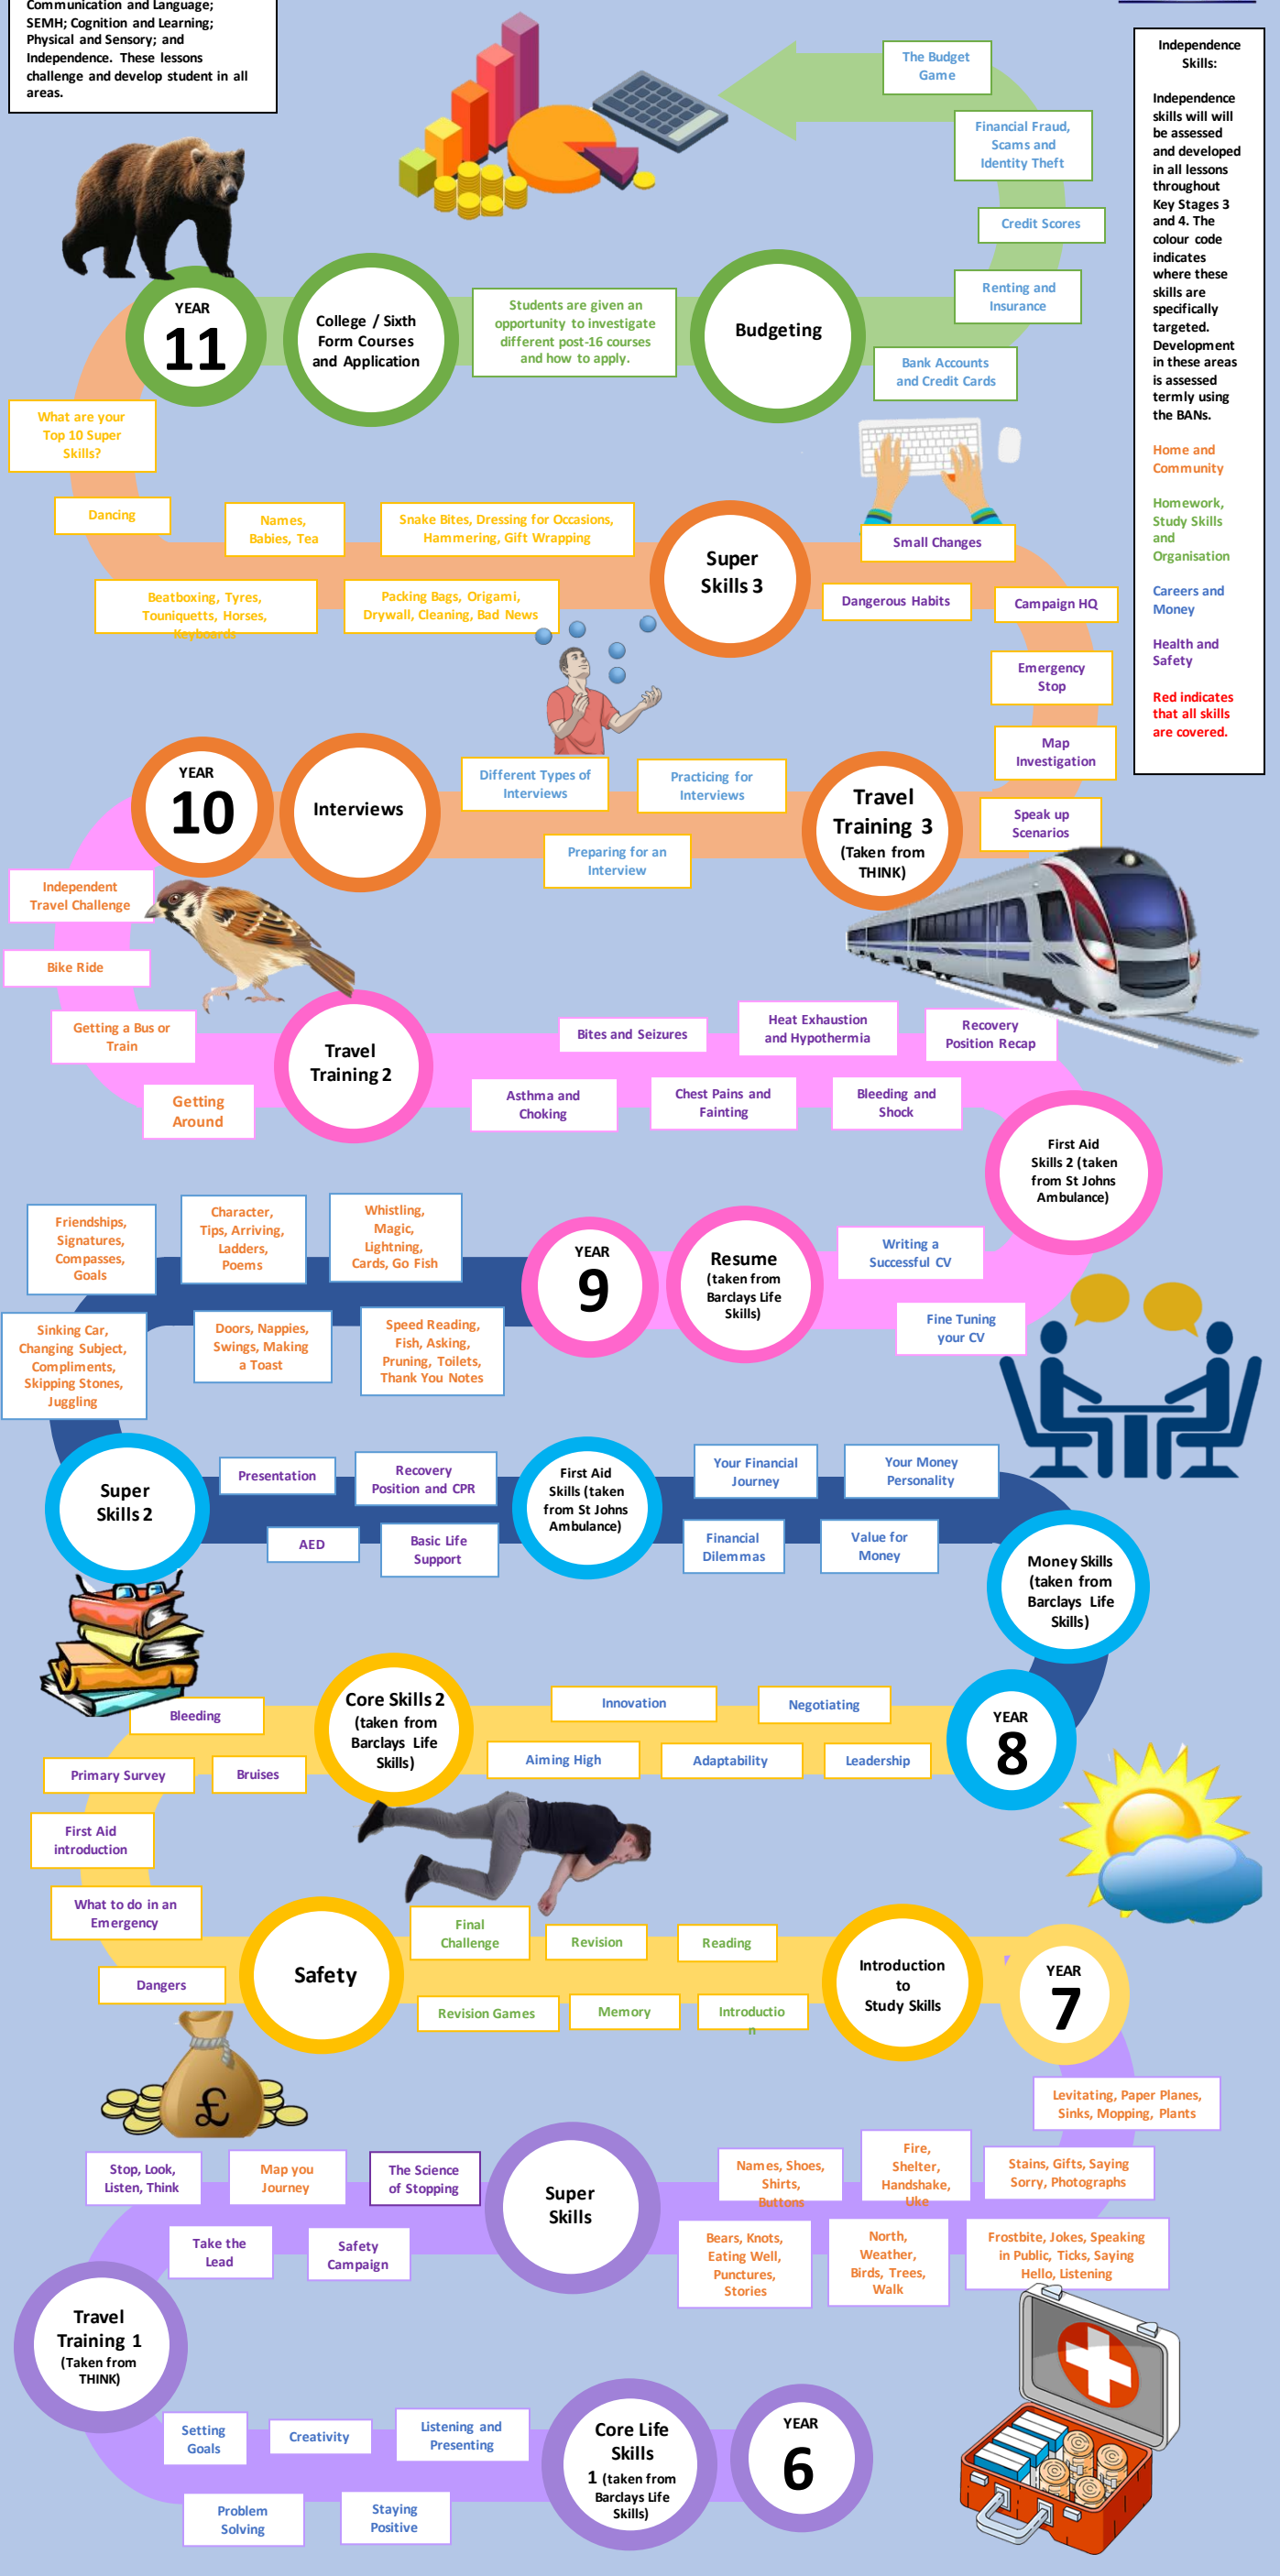 Communication and Language;
SEMH; Cognition and Learning;
Physical and Sensory; and
Independence. These lessons
challenge and develop student in all
areas.
Independence
Skills:
Independence
skills will will
be assessed
and developed
in all lessons
throughout
Key Stages 3
and 4. The
colour code
indicates
where these
skills are
specifically
targeted.
Development
in these areas
is assessed
termly using
the BANs.
Home and
Community
Homework,
Study Skills
and
Organisation
Careers and
Money
Health and
Safety
Red indicates
that all skills
are covered.
The Budget
Game
Financial Fraud,
Scams and
Identity Theft
Credit Scores
Renting and
Insurance
Bank Accounts
and Credit Cards
YEAR
11
College / Sixth
Form Courses
and Application
Students are given an
opportunity to investigate
different post-16 courses
and how to apply.
Budgeting
What are your
Top 10 Super
Skills?
Dancing
Names,
Babies, Tea
Snake Bites, Dressing for Occasions,
Hammering, Gift Wrapping
Beatboxing, Tyres,
Touniquetts, Horses,
Keyboards
Packing Bags, Origami,
Drywall, Cleaning, Bad News
Super
Skills 3
Small Changes
Dangerous Habits
Campaign HQ
Emergency
Stop
Map
Investigation
Speak up
Scenarios
YEAR
10
Interviews
Different Types of
Interviews
Practicing for
Interviews
Preparing for an
Interview
Travel
Training 3
(Taken from
THINK)
Independent
Travel Challenge
Bike Ride
Getting a Bus or
Train
Getting
Around
Travel
Training 2
Bites and Seizures
Heat Exhaustion
and Hypothermia
Recovery
Position Recap
Asthma and
Choking
Chest Pains and
Fainting
Bleeding and
Shock
First Aid
Skills 2 (taken
from St Johns
Ambulance)
Friendships,
Signatures,
Compasses,
Goals
Character,
Tips, Arriving,
Ladders,
Poems
Whistling,
Magic,
Lightning,
Cards, Go Fish
YEAR
9
Resume
(taken from
Barclays Life
Skills)
Writing a
Successful CV
Fine Tuning
your CV
Sinking Car,
Changing Subject,
Compliments,
Skipping Stones,
Juggling
Doors, Nappies,
Swings, Making
a Toast
Speed Reading,
Fish, Asking,
Pruning, Toilets,
Thank You Notes
Super
Skills 2
Presentation
Recovery
Position and CPR
AED
Basic Life
Support
First Aid
Skills (taken
from St Johns
Ambulance)
Your Financial
Journey
Your Money
Personality
Financial
Dilemmas
Value for
Money
Money Skills
(taken from
Barclays Life
Skills)
Bleeding
Primary Survey
Bruises
First Aid
introduction
What to do in an
Emergency
Dangers
Core Skills 2
(taken from
Barclays Life
Skills)
Innovation
Negotiating
Aiming High
Adaptability
Leadership
YEAR
8
Safety
Final
Challenge
Revision
Reading
Revision Games
Memory
Introductio
n
Introduction
to
Study Skills
YEAR
7
£
Levitating, Paper Planes,
Sinks, Mopping, Plants
Stop, Look,
Listen, Think
Map you
Journey
The Science
of Stopping
Take the
Lead
Safety
Campaign
Super
Skills
Names, Shoes,
Shirts,
Buttons
Fire,
Shelter,
Handshake,
Uke
Stains, Gifts, Saying
Sorry, Photographs
Bears, Knots,
Eating Well,
Punctures,
Stories
North,
Weather,
Birds, Trees,
Walk
Frostbite, Jokes, Speaking
in Public, Ticks, Saying
Hello, Listening
Travel
Training 1
(Taken from
THINK)
Setting
Goals
Creativity
Listening and
Presenting
Problem
Solving
Staying
Positive
Core Life
Skills
1 (taken from
Barclays Life
Skills)
YEAR
6